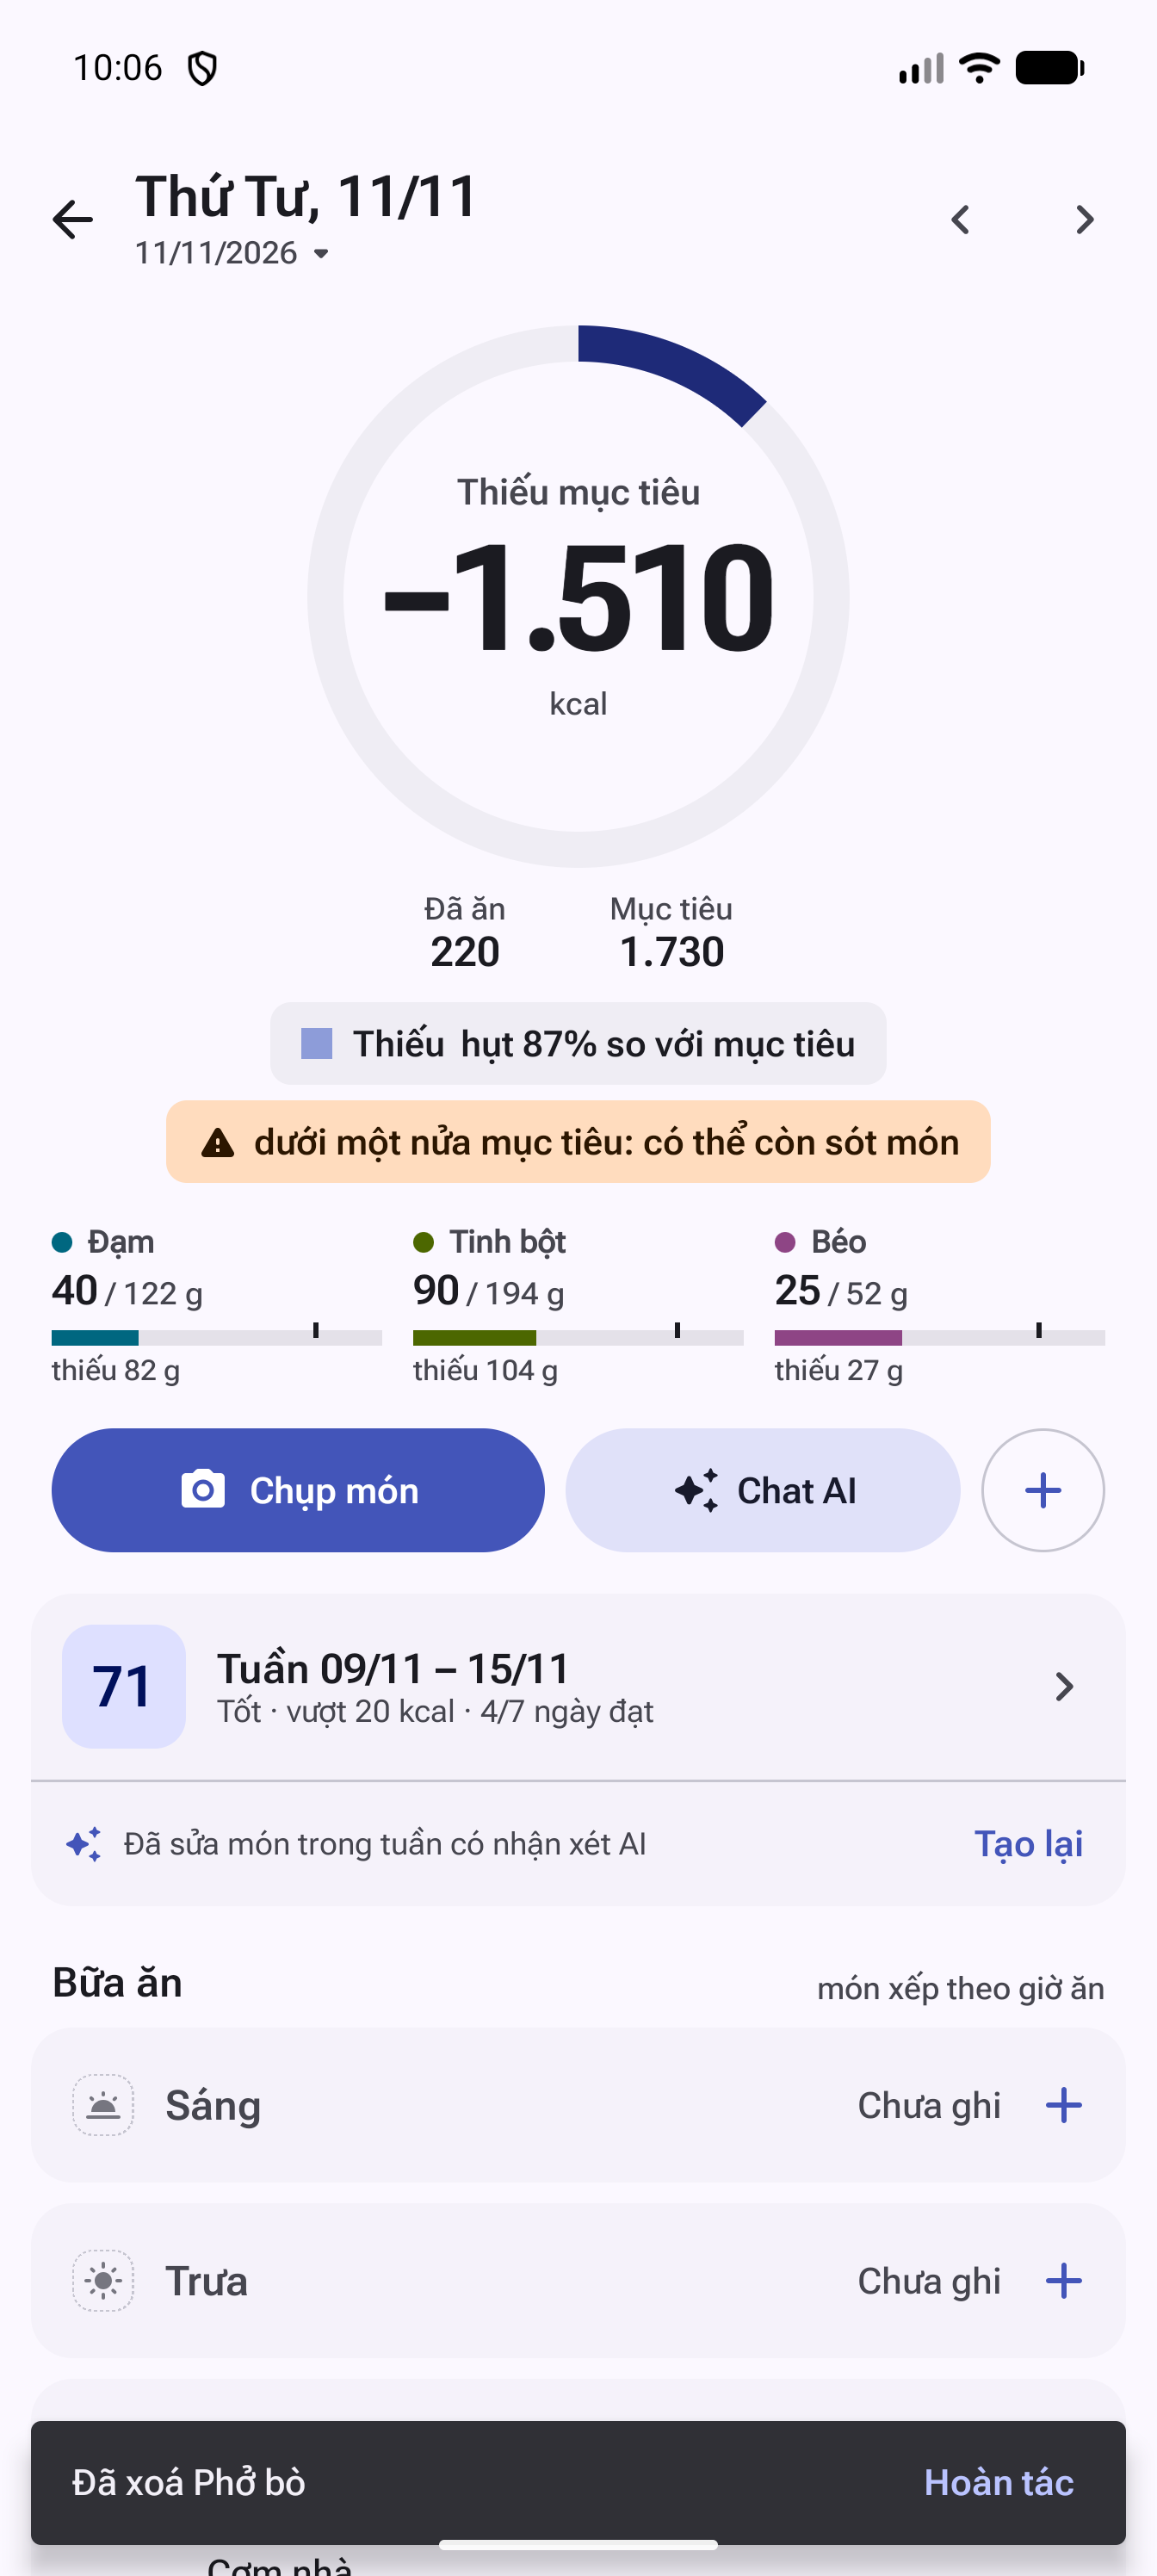 10:06
Thứ Tư, 11/11
11/11/2026
Thiếu mục tiêu
−1.510
kcal
Đã ăn
220
Mục tiêu
1.730
Thiếu hụt 87% so với mục tiêu
dưới một nửa mục tiêu: có thể còn sót món
Đạm
40 / 122 g
thiếu 82 g
Tinh bột
90 / 194 g
thiếu 104 g
Béo
25 / 52 g
thiếu 27 g
Chụp món
Chat AI
71
Tuần 09/11 – 15/11
Tốt · vượt 20 kcal · 4/7 ngày đạt
Đã sửa món trong tuần có nhận xét AI
Tạo lại
Bữa ăn
món xếp theo giờ ăn
Sáng
Chưa ghi
Trưa
Chưa ghi
Đã xoá Phở bò
Hoàn tác
Cơm nhà